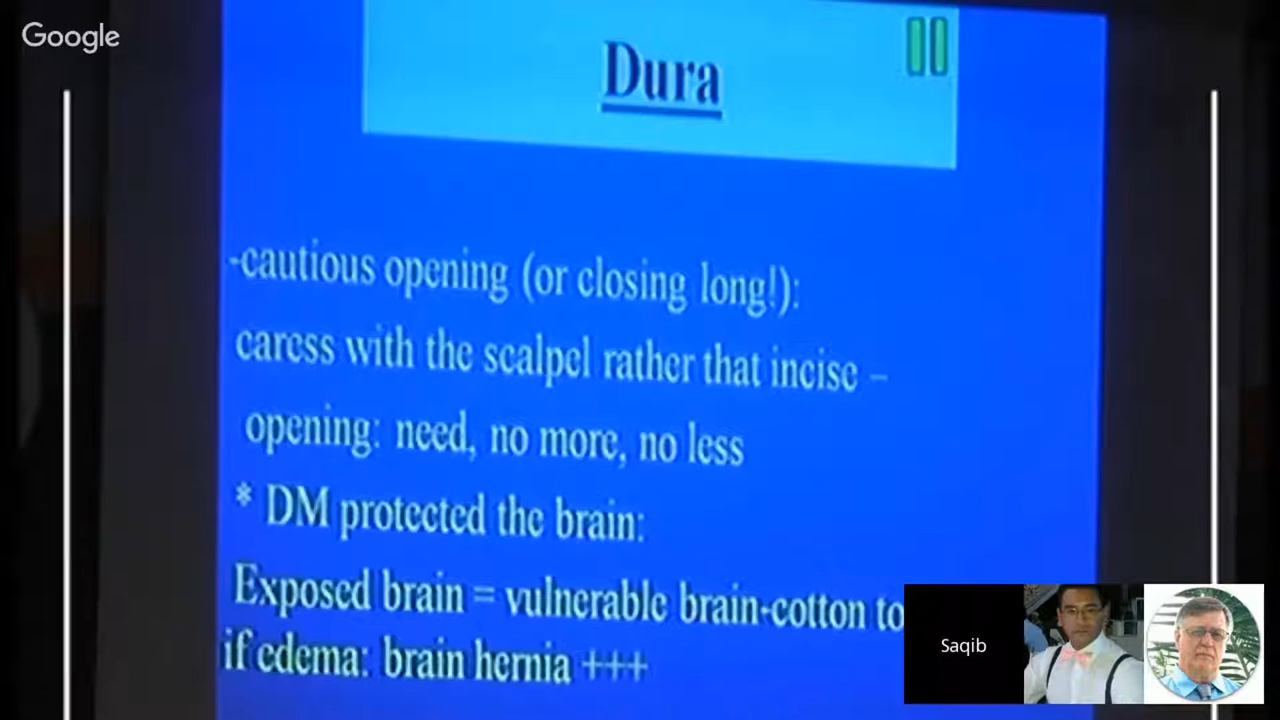 Google
Dura
-cautious opening (or closing long!):
caress with the scalpel rather that incise –
opening: need, no more, no less
* DM protected the brain:
Exposed brain = vulnerable brain-cotton
if edema: brain hernia +++
Saqib